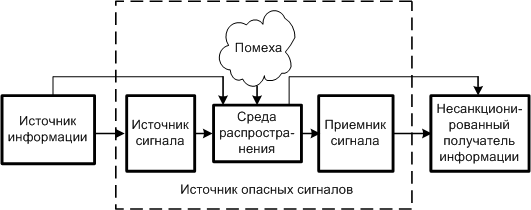 Помеха
Источник
информации
Источник
сигнала
Среда
распростра-
нения
Приемник
сигнала
Несанкциони-
рованный
получатель
информации
Источник опасных сигналов